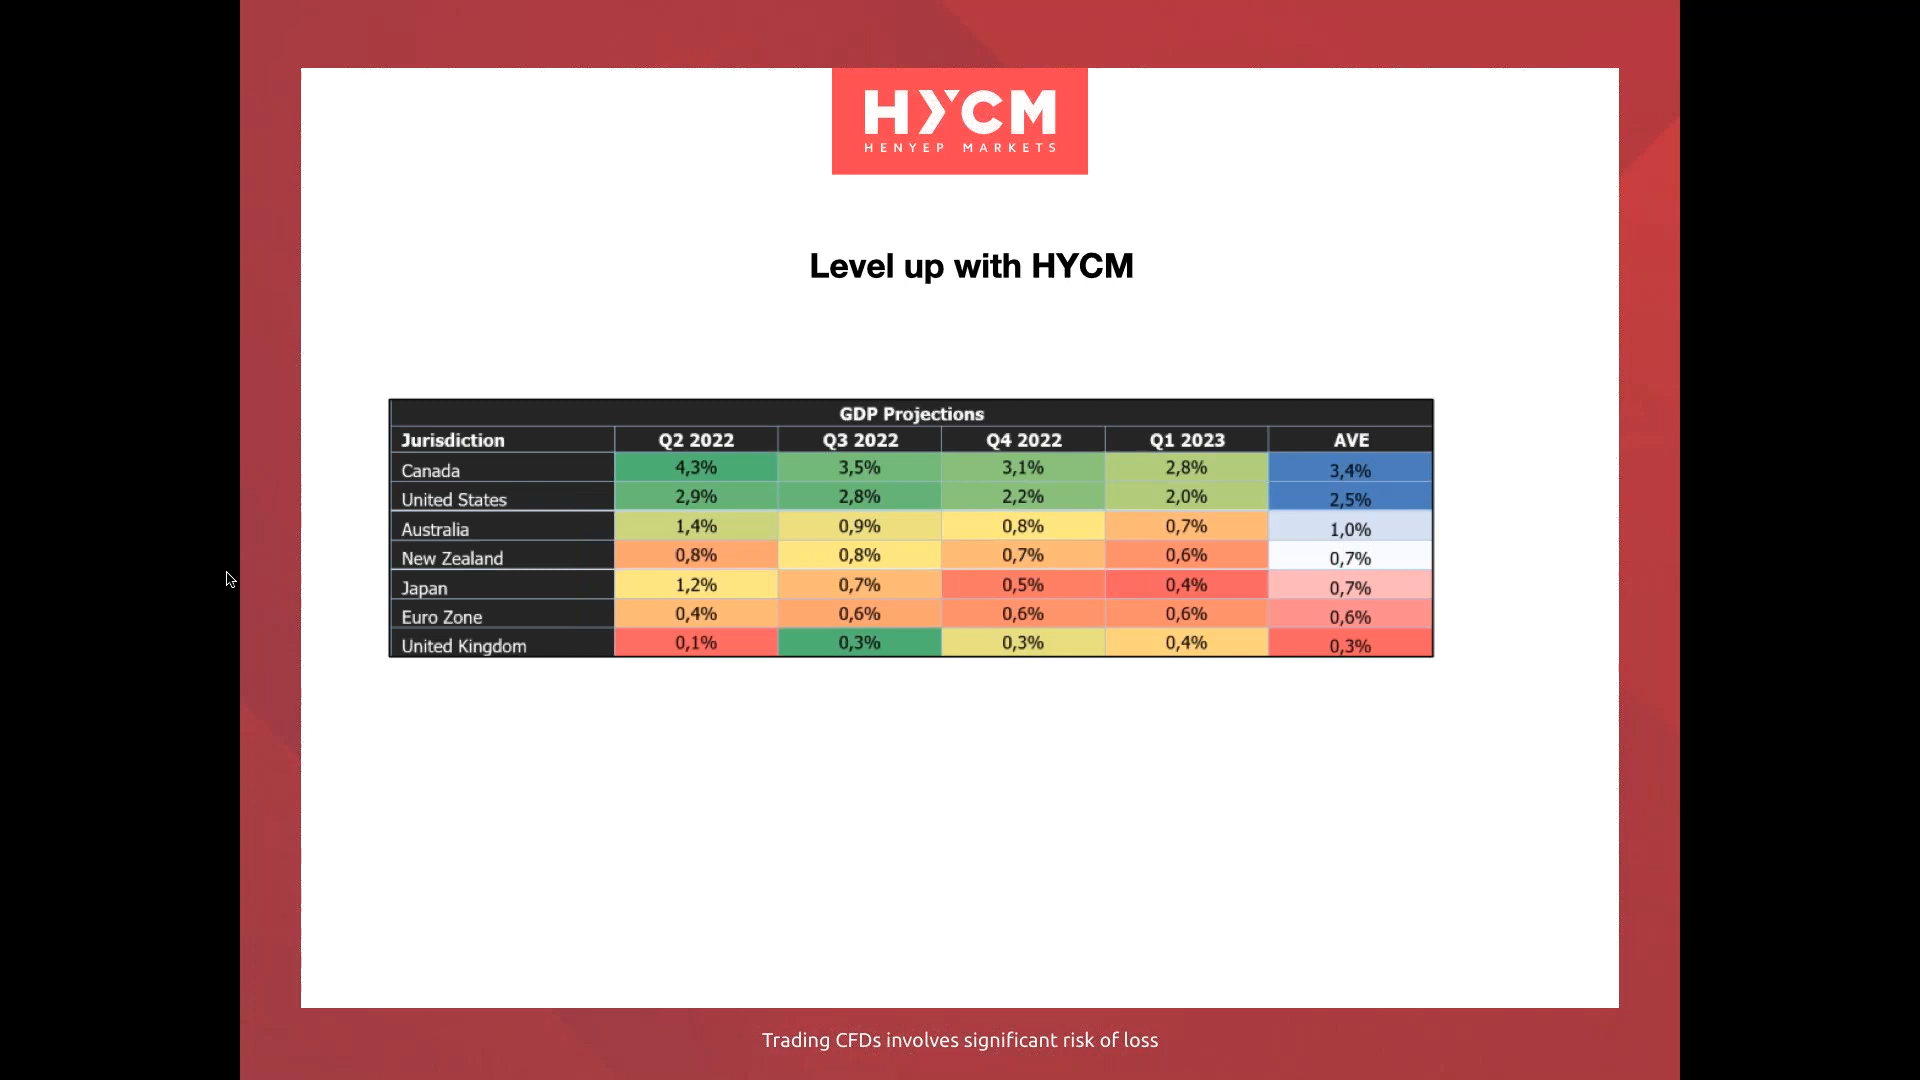 HYCM
HENYEP MARKETS
Level up with HYCM
GDP Projections
Jurisdiction Q2 2022 Q3 2022 Q4 2022 Q1 2023 AVE
Canada 4,3% 3,5% 3,1% 2,8% 3,4%
United States 2,9% 2,8% 2,2% 2,0% 2,5%
Australia 1,4% 0,9% 0,8% 0,7% 1,0%
New Zealand 0,8% 0,8% 0,7% 0,6% 0,7%
Japan 1,2% 0,7% 0,5% 0,4% 0,7%
Euro Zone 0,4% 0,6% 0,6% 0,6% 0,6%
United Kingdom 0,1% 0,3% 0,3% 0,4% 0,3%
Trading CFDs involves significant risk of loss